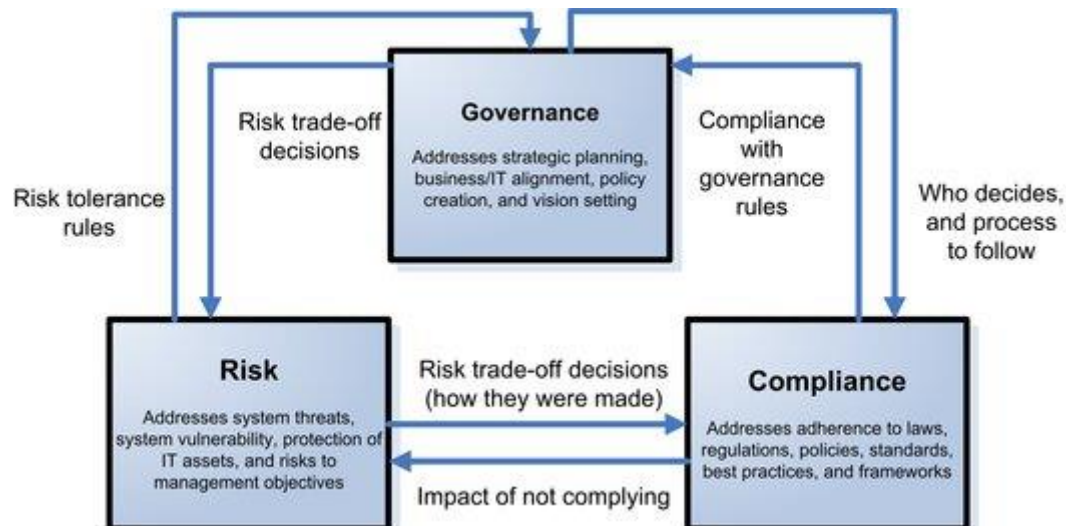 Governance
Addresses strategic planning,
business/IT alignment, policy
creation, and vision setting
Risk trade-off
decisions
Compliance
with
governance
rules
Risk tolerance
rules
Who decides,
and process
to follow
Risk
Addresses system threats,
system vulnerability, protection of
IT assets, and risks to
management objectives
Risk trade-off decisions
(how they were made)
Impact of not complying
Compliance
Addresses adherence to laws,
regulations, policies, standards,
best practices, and frameworks